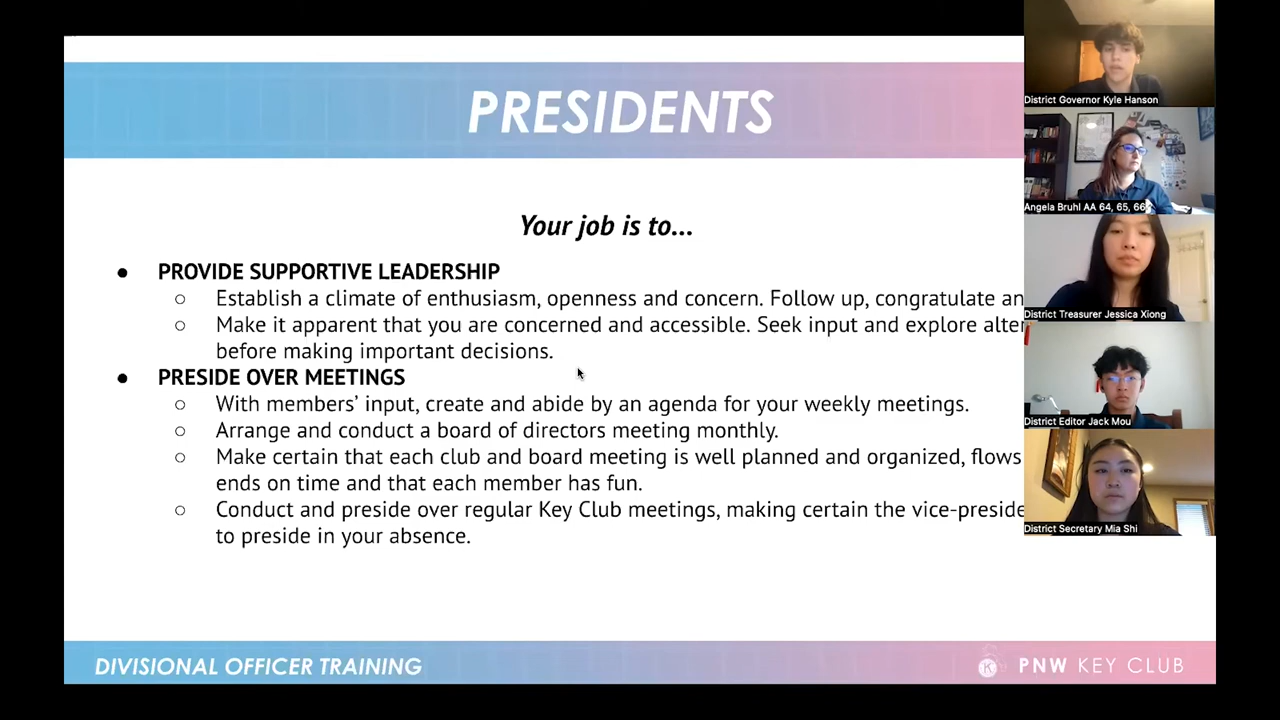 PRESIDENTS
Your job is to...
● PROVIDE SUPPORTIVE LEADERSHIP
○ Establish a climate of enthusiasm, openness and concern. Follow up, congratulate
○ Make it apparent that you are concerned and accessible. Seek input and explore
before making important decisions.
● PRESIDE OVER MEETINGS
○ With members’ input, create and abide by an agenda for your weekly meetings.
○ Arrange and conduct a board of directors meeting monthly.
○ Make certain that each club and board meeting is well planned and organized, flows
ends on time and that each member has fun.
○ Conduct and preside over regular Key Club meetings, making certain the
to preside in your absence.
DIVISIONAL OFFICER TRAINING
K PNW KEY CLUB
District Governor Kyle Hanson
Angela Bruhl AA 64, 65, 66
District Treasurer Jessica Xiong
District Editor Jack Mou
District Secretary Mia Shi